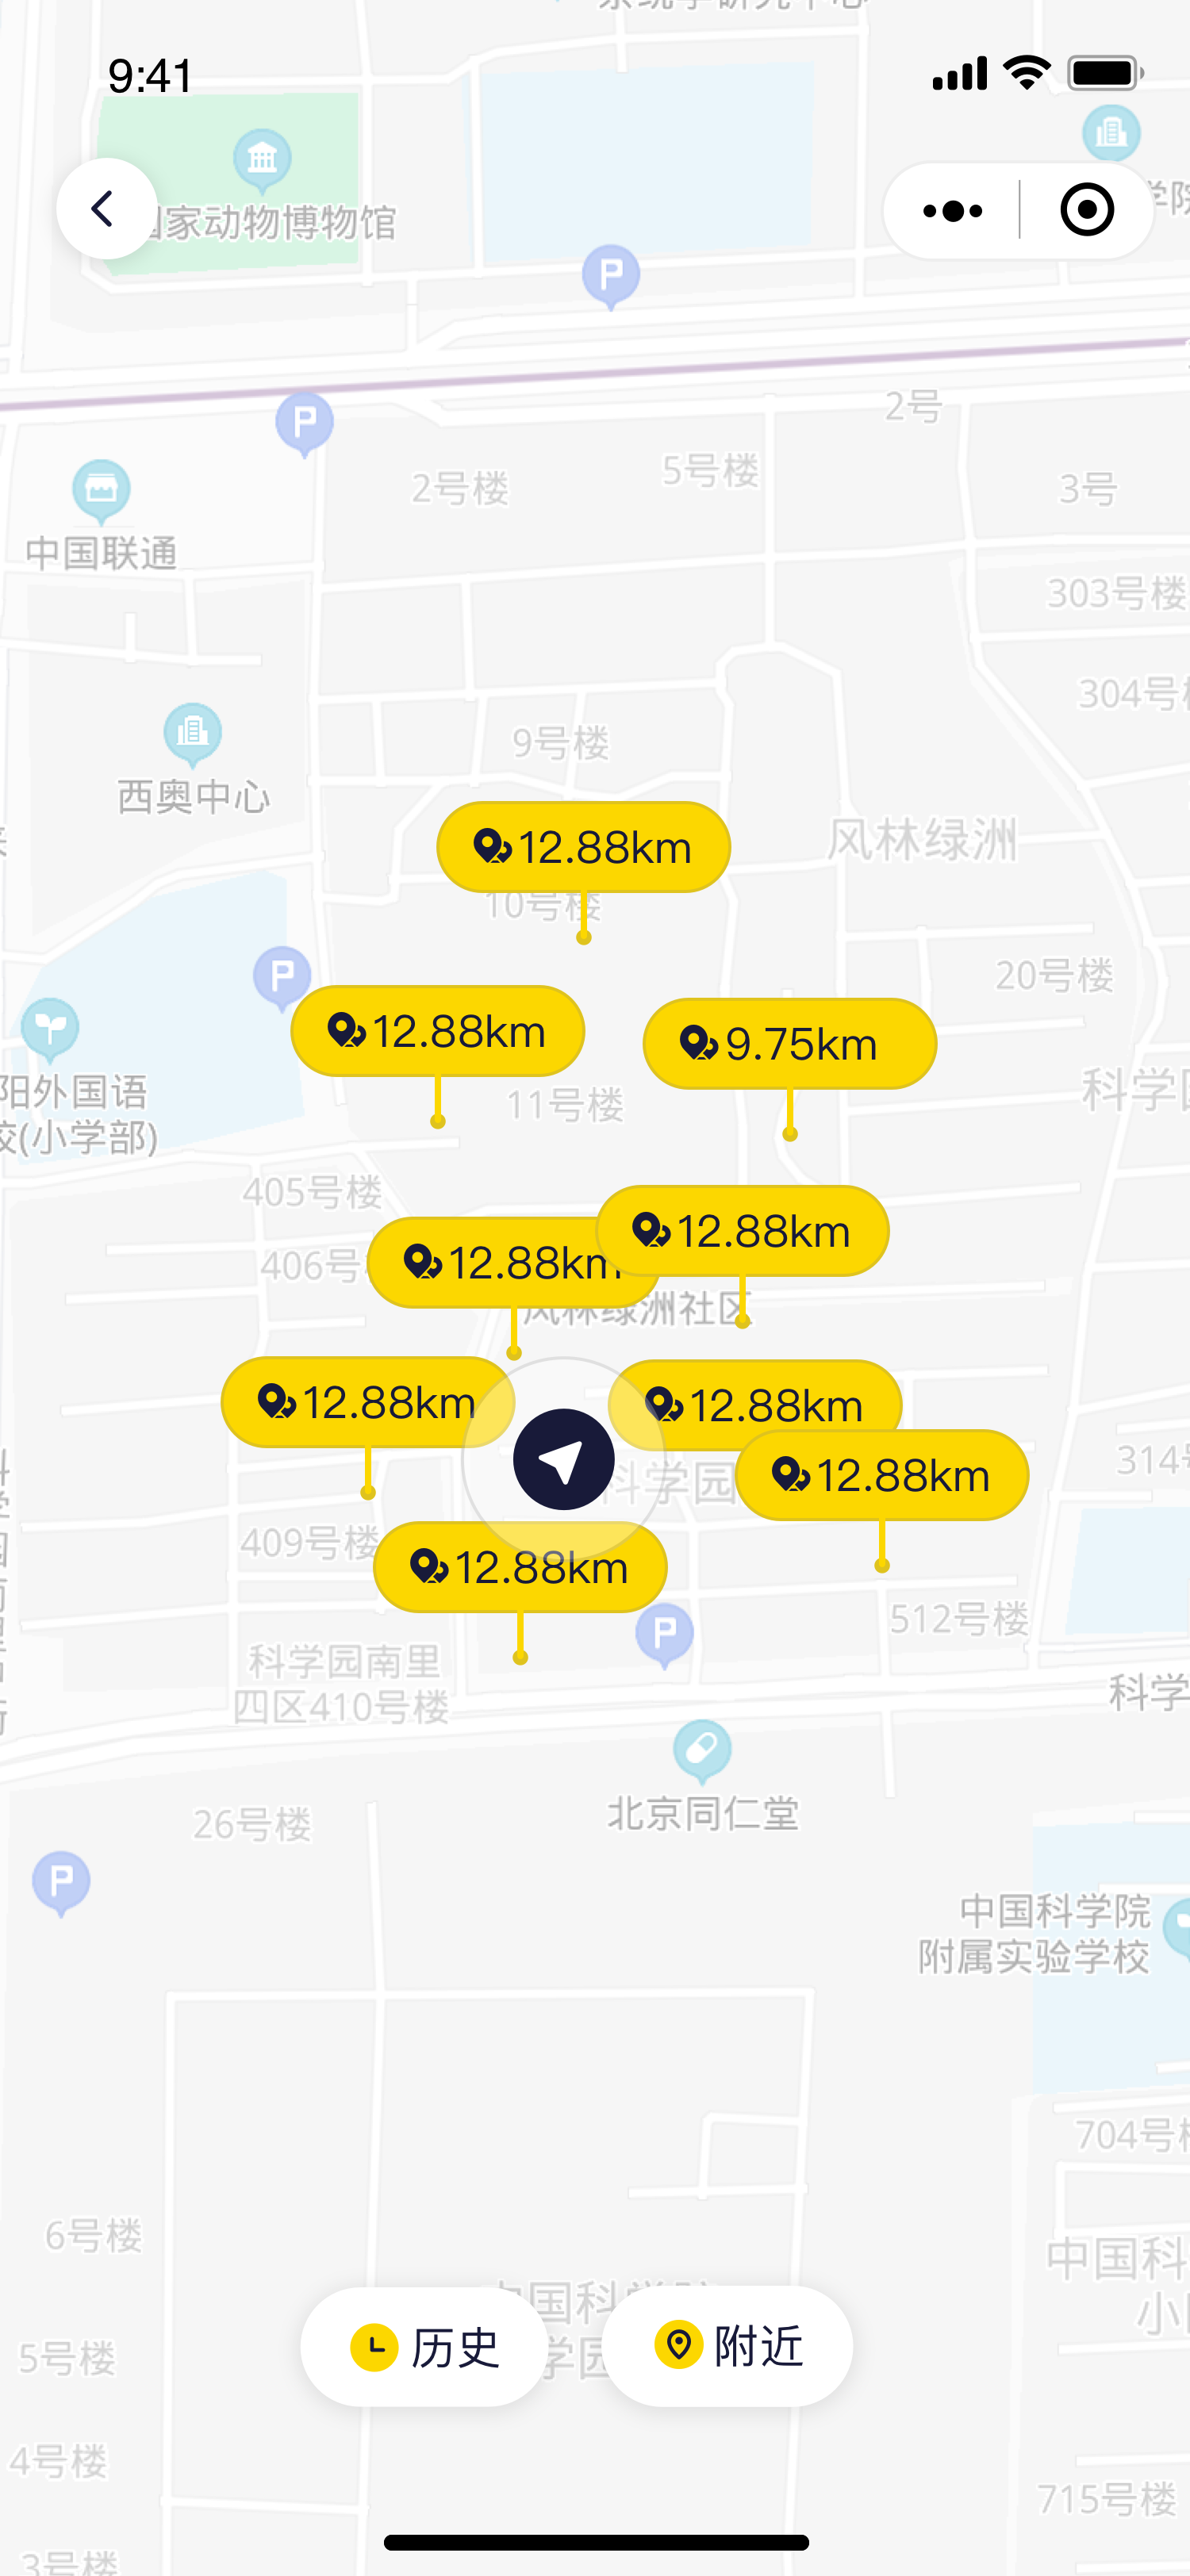 9:41
国家动物博物馆
2号
5号楼
2号楼
3号
中国联通
303号楼
304号
9号楼
西奥中心
风林绿洲
12.88km
10号楼
20号楼
12.88km
9.75km
11号楼
科学
阳外国语
校(小学部)
405号楼
12.88km
12.88km
406号
风林绿洲社区
12.88km
12.88km
314
12.88km
科学园
409号楼
12.88km
512号楼
科学园南里
四区410号楼
科学
北京同仁堂
26号楼
中国科学院
附属实验学校
704号
6号楼
中国科
小
历史
附近
5号楼
4号楼
715号楼
3号楼